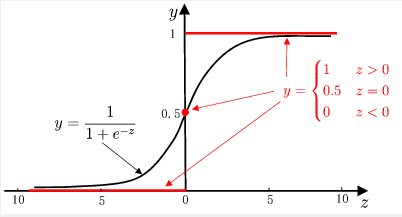 y
1
y = { 1 z > 0
0.5 z = 0
0 z < 0
0.5
y = 1 / (1 + e^{-z})
10 5 0 5 10
z